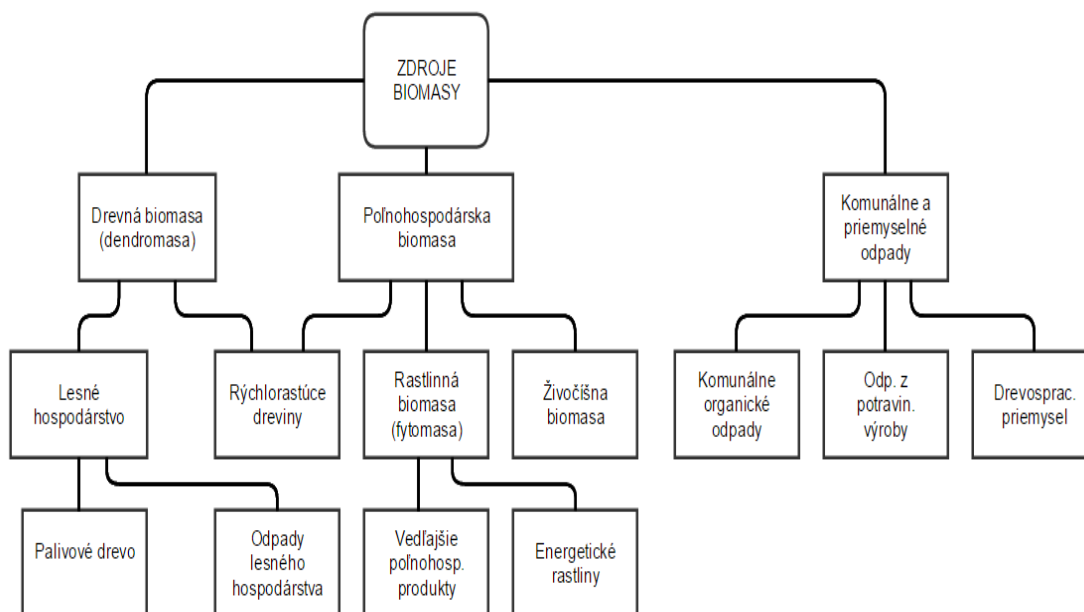 ZDROJE
BIOMASY
Drevná biomasa
(dendromasa)
Poľnohospodárska
biomasa
Komunálne a
priemyselné
odpady
Lesné
hospodárstvo
Rýchlorastúce
dreviny
Rastlinná
biomasa
(fytomasa)
Živočíšna
biomasa
Komunálne
organické
odpady
Odp. z
potravin.
výroby
Drevosprac.
priemysel
Palivové drevo
Odpady
lesného
hospodárstva
Vedľajšie
poľnohosp.
produkty
Energetické
rastliny